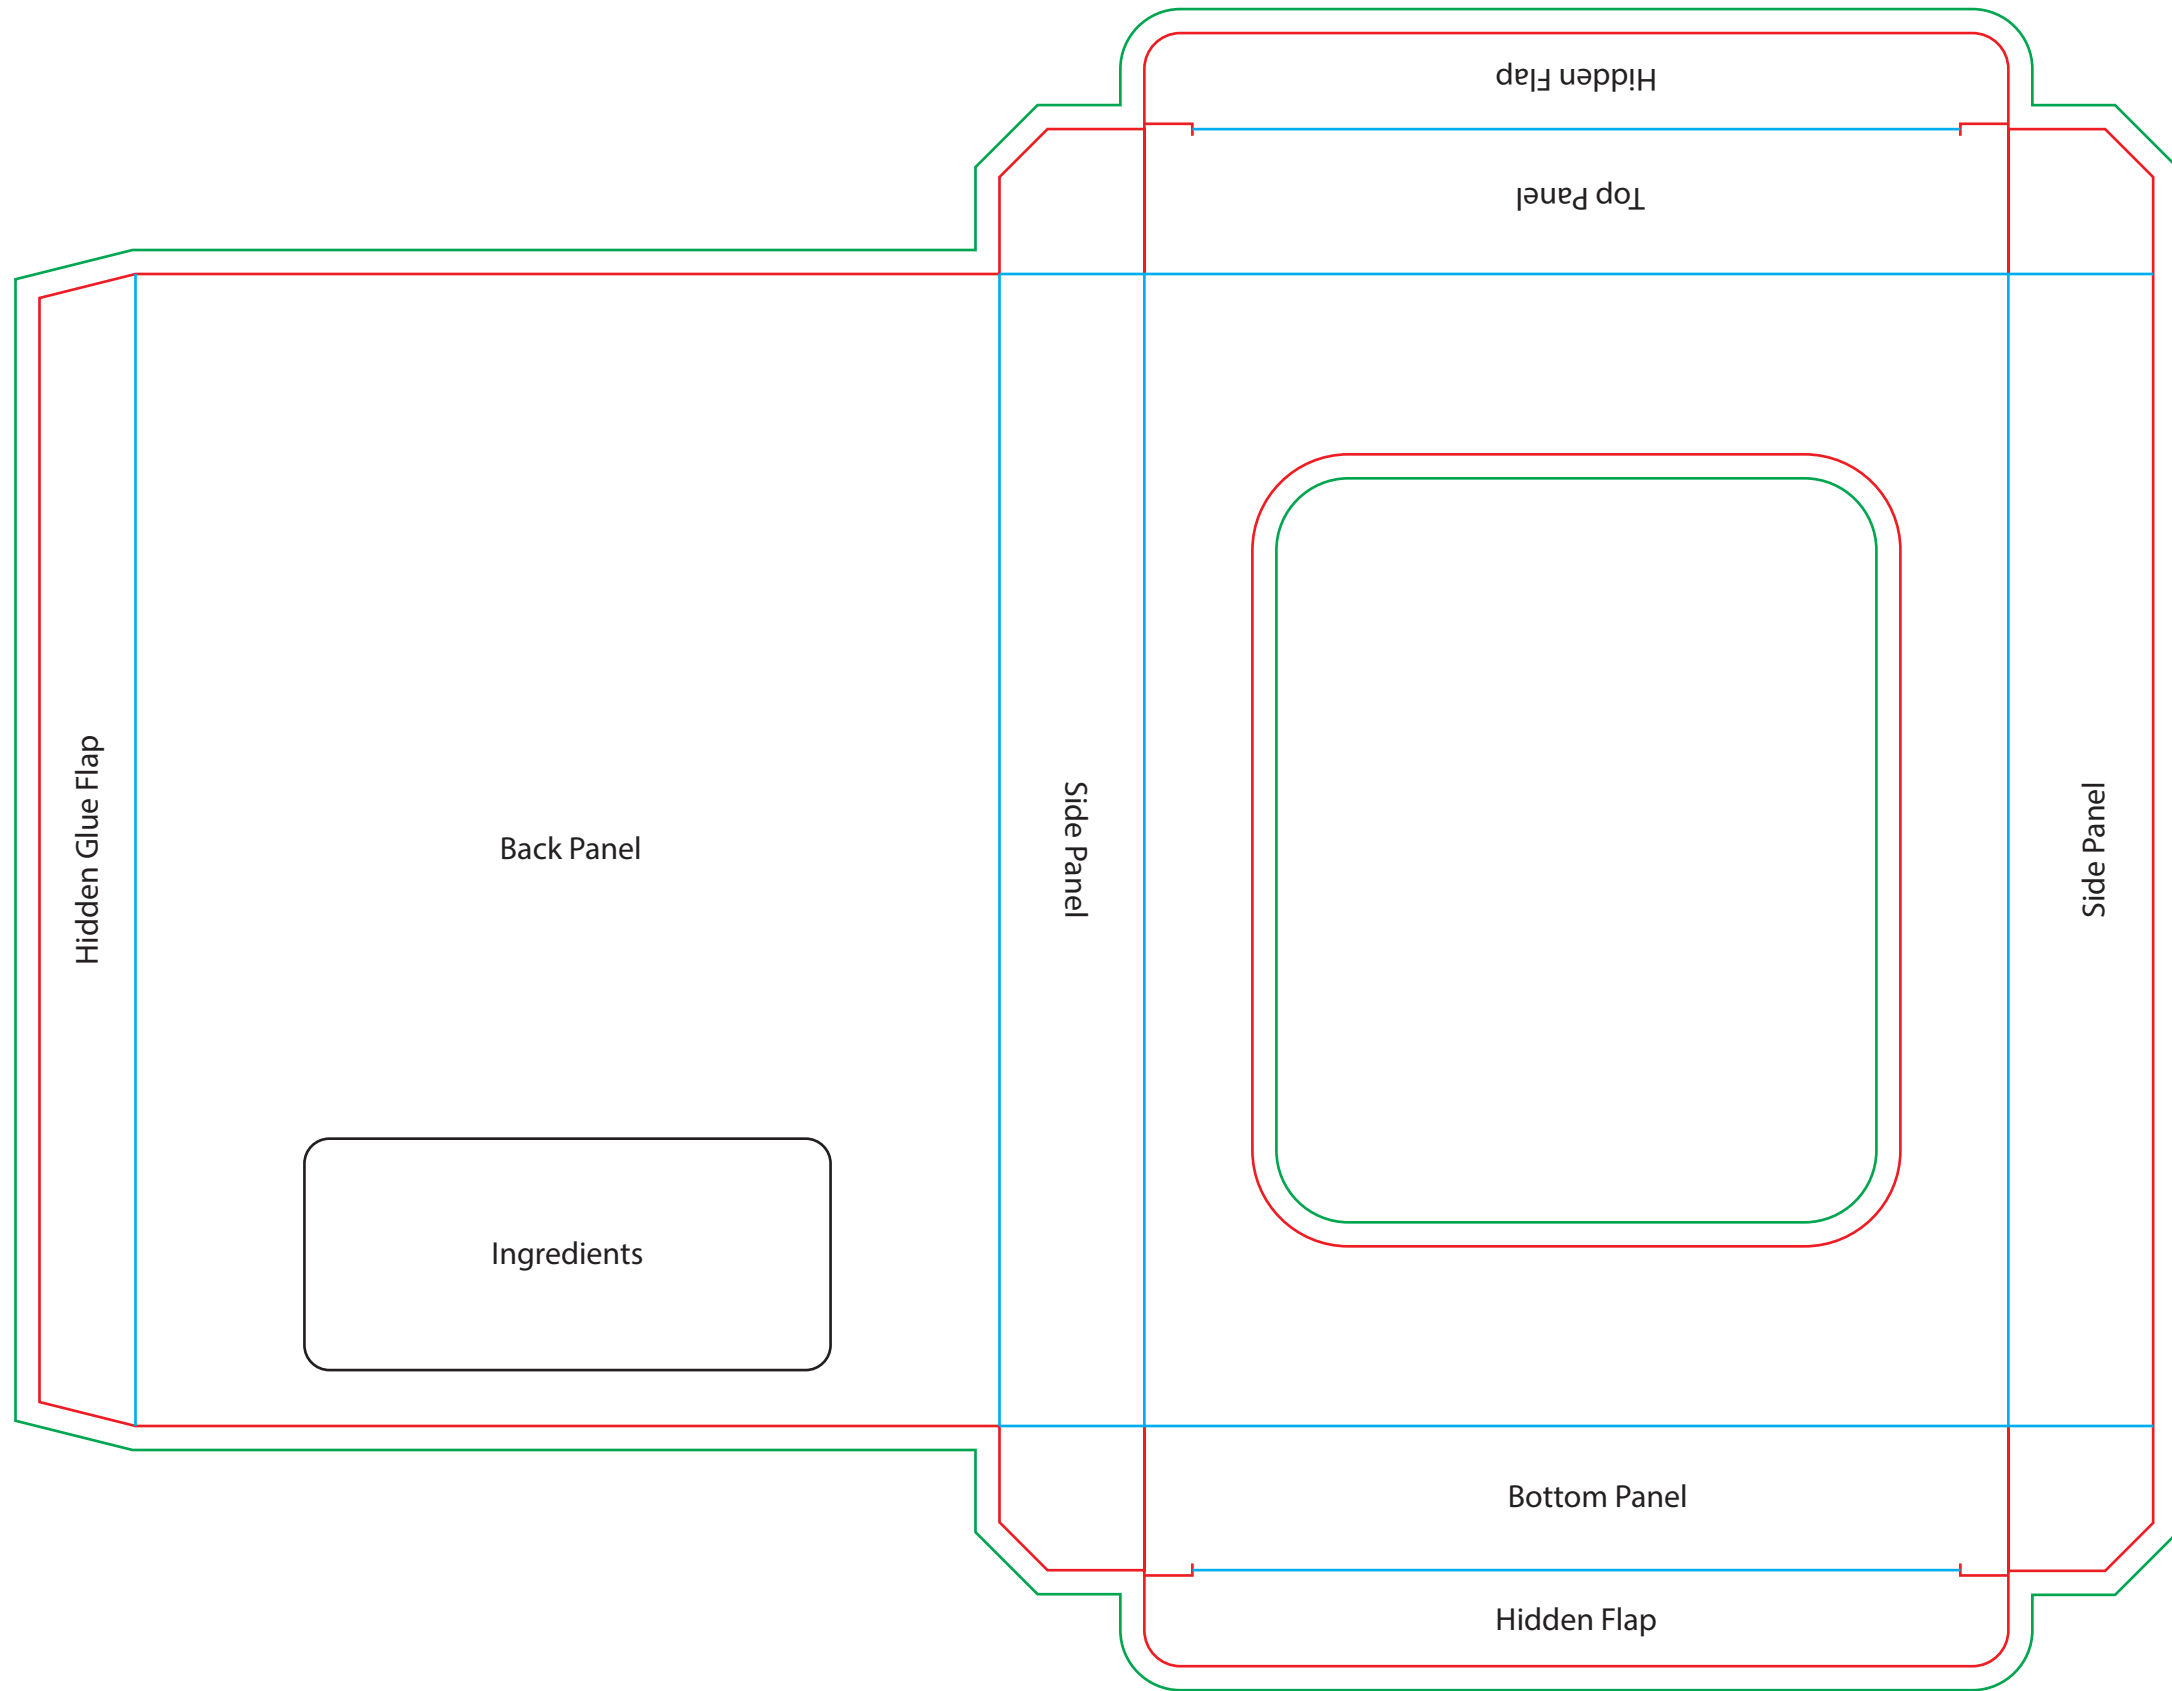 Hidden Flap
Top Panel
Hidden Glue Flap
Back Panel
Side Panel
Side Panel
Ingredients
Bottom Panel
Hidden Flap